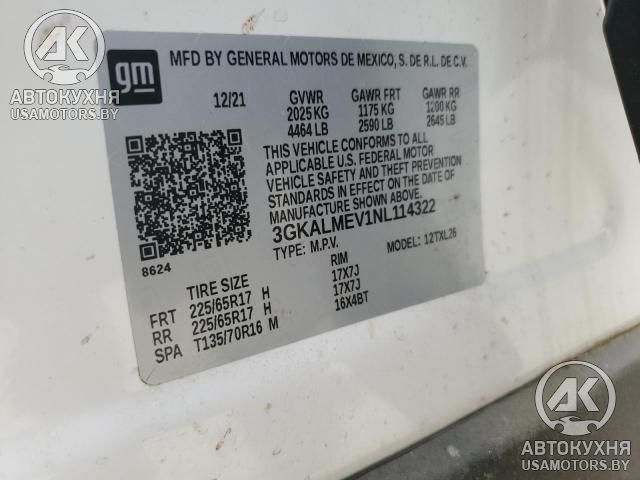 gm
MFD BY GENERAL MOTORS DE MEXICO, S. DE R.L. DE C.V.
12/21 GVWR GAWR FRT GAWR RR
2025 KG 1175 KG 1200 KG
4464 LB 2590 LB 2645 LB
THIS VEHICLE CONFORMS TO ALL
APPLICABLE U.S. FEDERAL MOTOR
VEHICLE SAFETY AND THEFT PREVENTION
STANDARDS IN EFFECT ON THE DATE OF
MANUFACTURE SHOWN ABOVE.
3GKALMEV1NL114322
TYPE: M.P.V. MODEL: 12TXL26
8624
TIRE SIZE RIM
FRT 225/65R17 H 17X7J
RR 225/65R17 H 17X7J
SPA T135/70R16 M 16X4BT
АК
АВТОКУХНЯ
USAMOTORS.BY
АК
АВТОКУХНЯ
USAMOTORS.BY